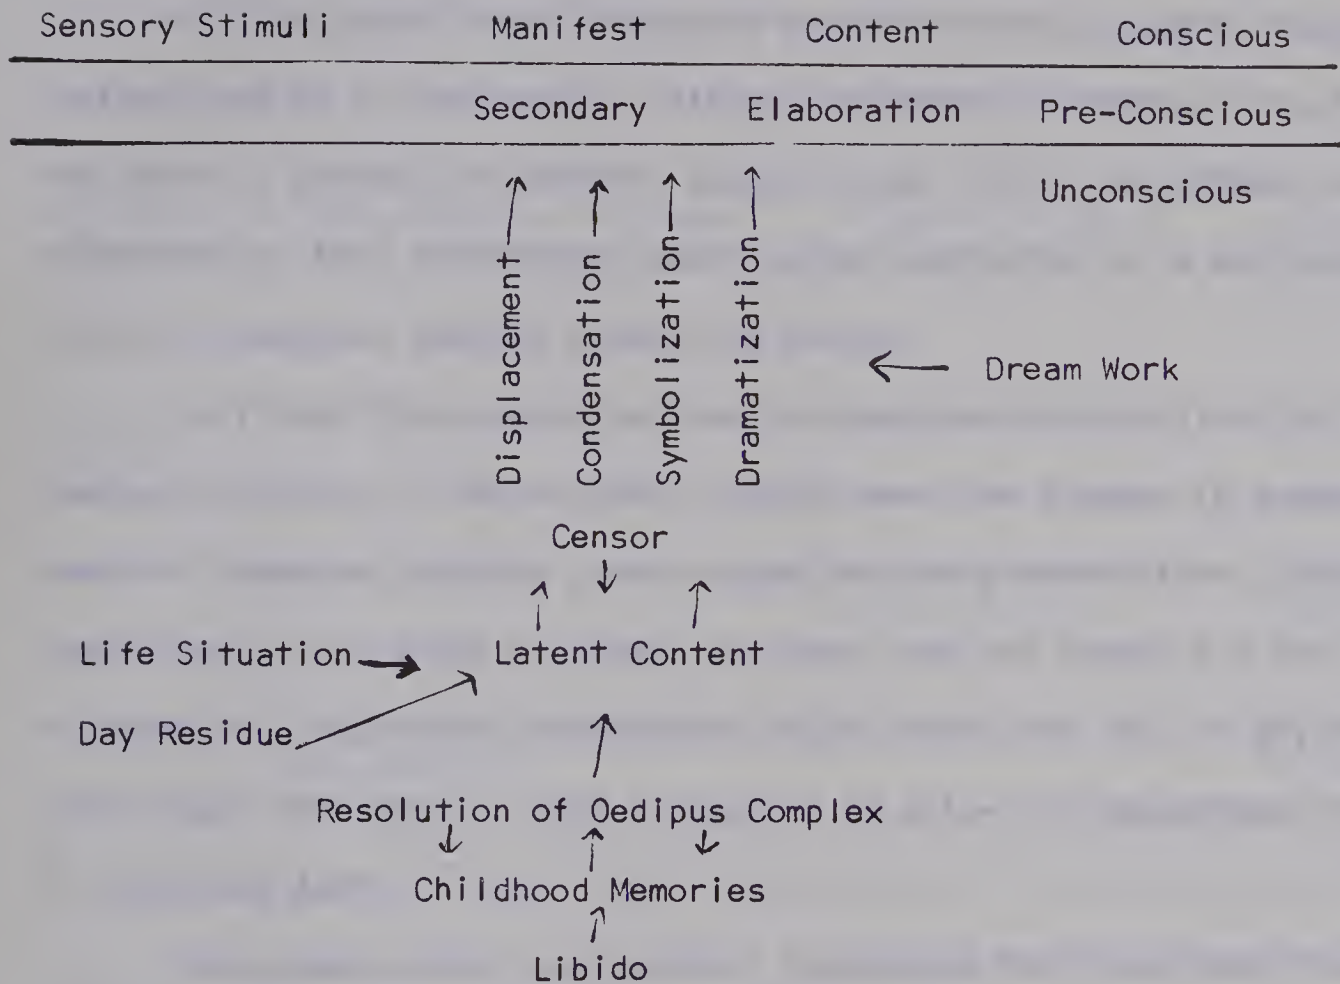 Sensory Stimuli Manifest Content Conscious
Secondary Elaboration Pre-Conscious
Unconscious
Displacement
Condensation
Symbolization
Dramatization
Dream Work
Censor
Life Situation Latent Content
Day Residue
Resolution of Oedipus Complex
Childhood Memories
Libido